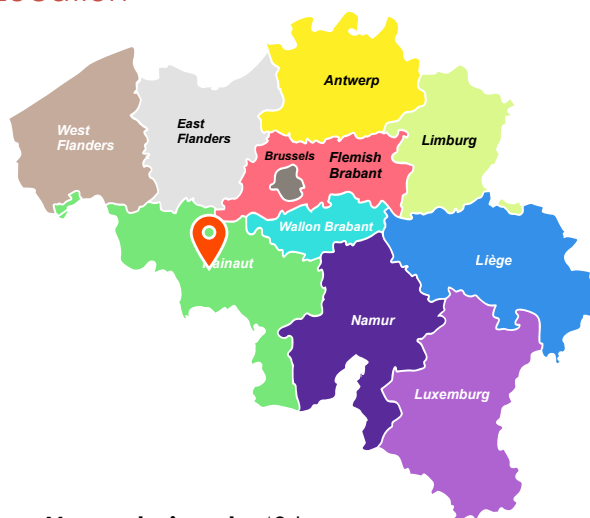 Antwerp
West
Flanders
East
Flanders
Limburg
Brussels
Flemish
Brabant
Wallon Brabant
Liège
Namur
Luxemburg